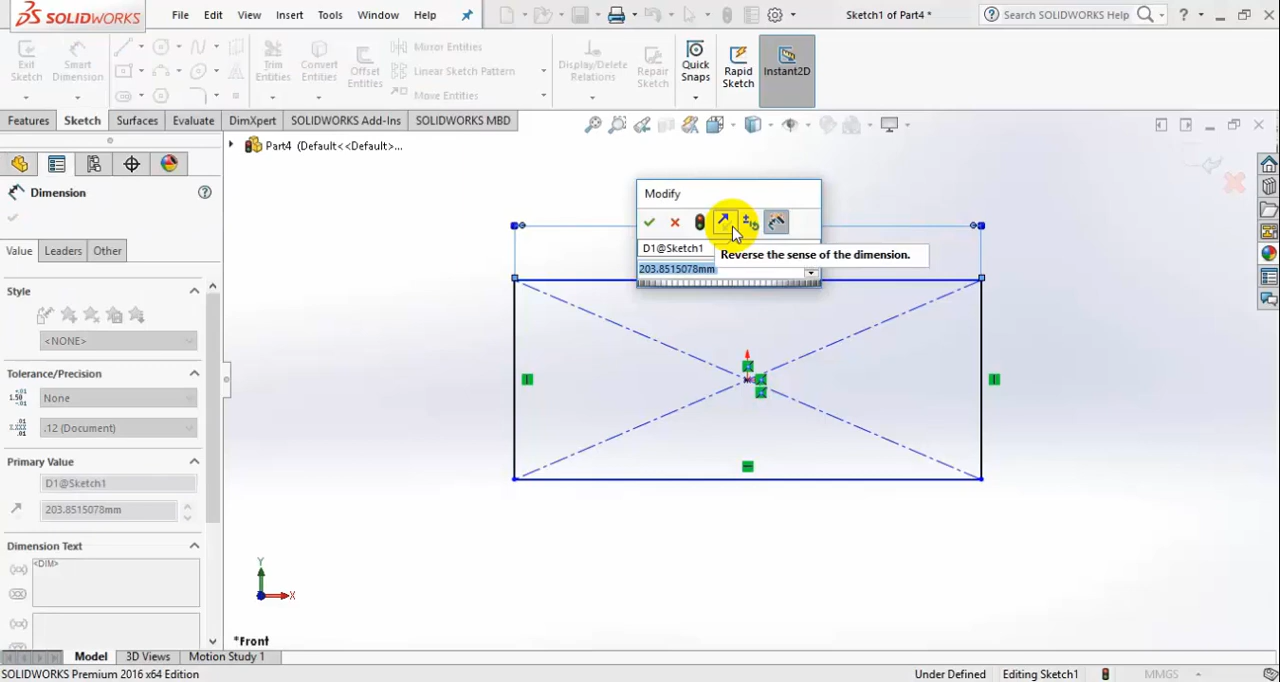 SOLIDWORKS
File Edit View Insert Tools Window Help
Sketch1 of Part4 *
Search SOLIDWORKS Help
?
Exit Sketch
Smart Dimension
Trim Entities
Convert Entities
Offset Entities
Mirror Entities
Linear Sketch Pattern
Move Entities
Display/Delete Relations
Repair Sketch
Quick Snaps
Rapid Sketch
Instant2D
Features Sketch Surfaces Evaluate DimXpert SOLIDWORKS Add-Ins SOLIDWORKS MBD
Part4 (Default<<Default>...
Dimension
?
Value Leaders Other
Style
<NONE>
Tolerance/Precision
None
.12 (Document)
Primary Value
D1@Sketch1
203.8515078mm
Dimension Text
<DIM>
Modify
D1@Sketch1
Reverse the sense of the dimension.
203.8515078mm
Y
X
*Front
Model 3D Views Motion Study 1
SOLIDWORKS Premium 2016 x64 Edition
Under Defined Editing Sketch1 MMGS